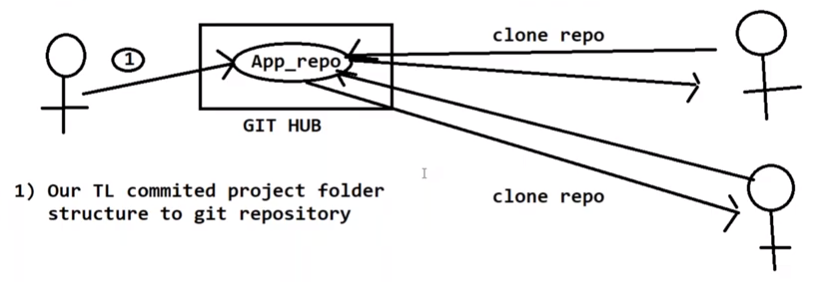 clone repo
1
App_repo
GIT HUB
1) Our TL commited project folder
structure to git repository
clone repo